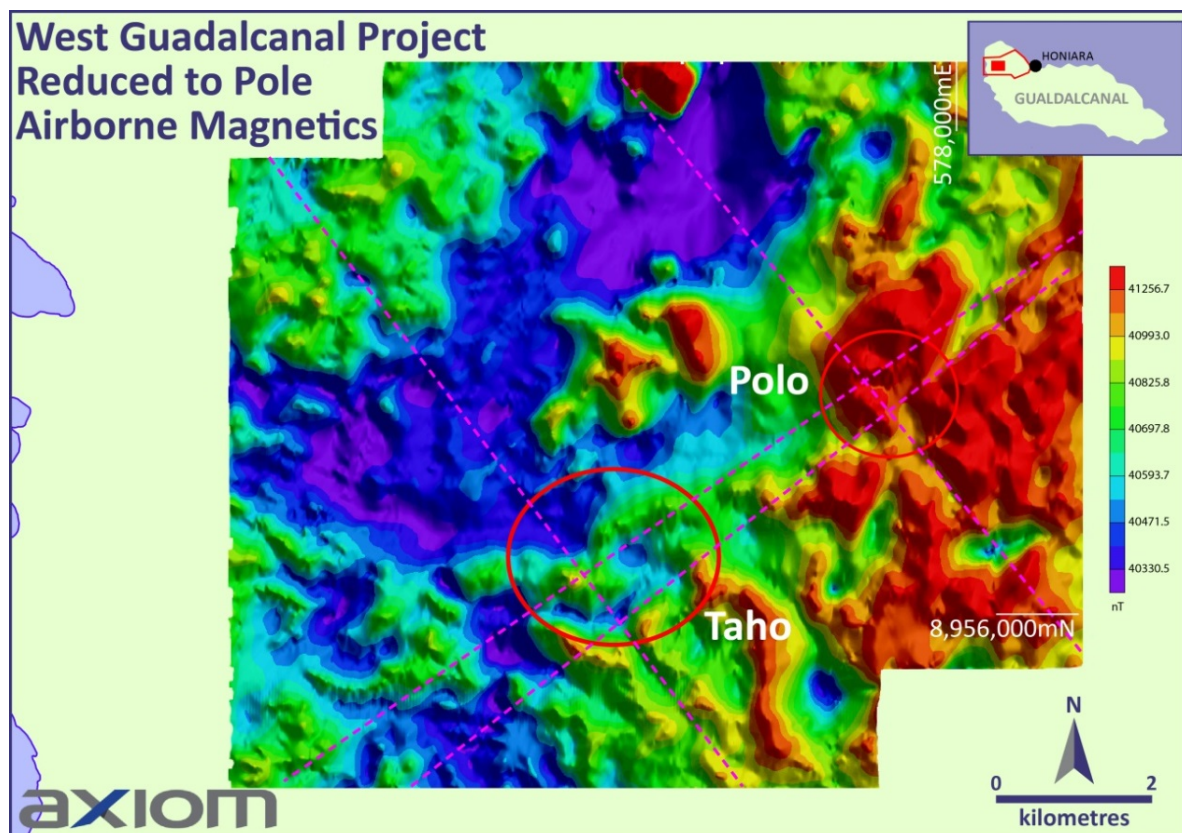 West Guadalcanal Project
Reduced to Pole
Airborne Magnetics
HONIARA
GUALDALCANAL
578,000mE
41256.7
40993.0
40825.8
40697.8
40593.7
40471.5
40330.5
nT
Polo
Taho
8,956,000mN
N
0 2
kilometres
axiom